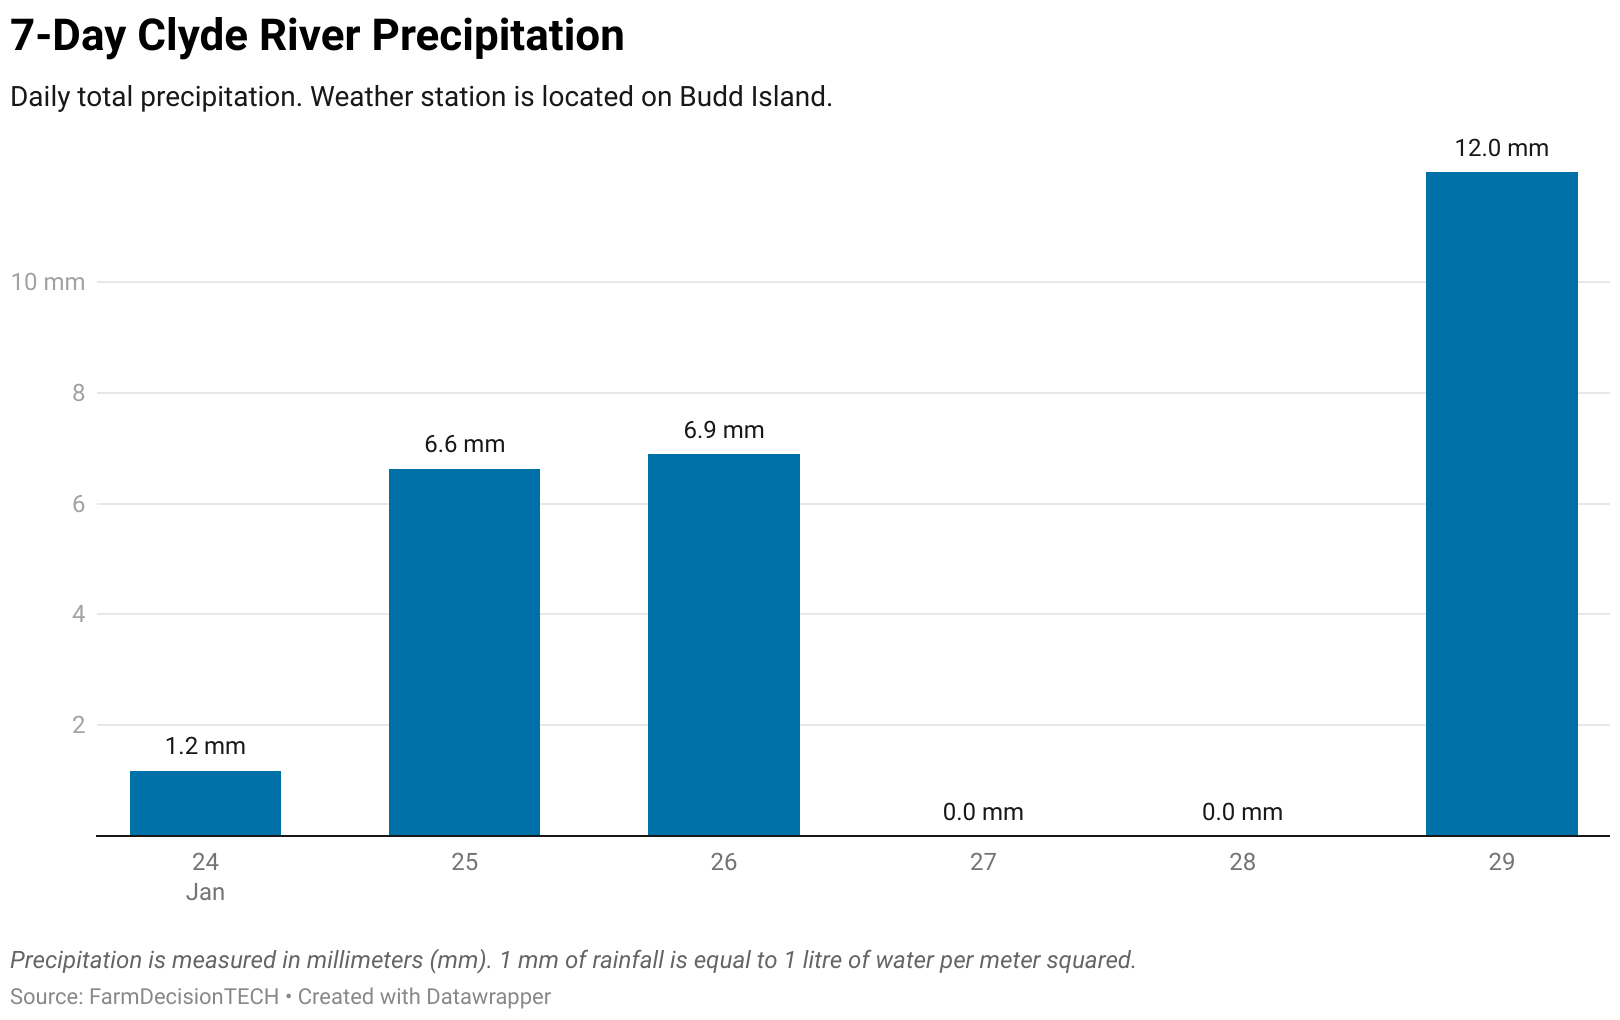 7-Day Clyde River Precipitation
Daily total precipitation. Weather station is located on Budd Island.
12.0 mm
10 mm
8
6.6 mm
6.9 mm
6
4
2
1.2 mm
0.0 mm
0.0 mm
24
25
26
27
28
29
Jan
Precipitation is measured in millimeters (mm). 1 mm of rainfall is equal to 1 litre of water per meter squared.
Source: FarmDecisionTECH • Created with Datawrapper